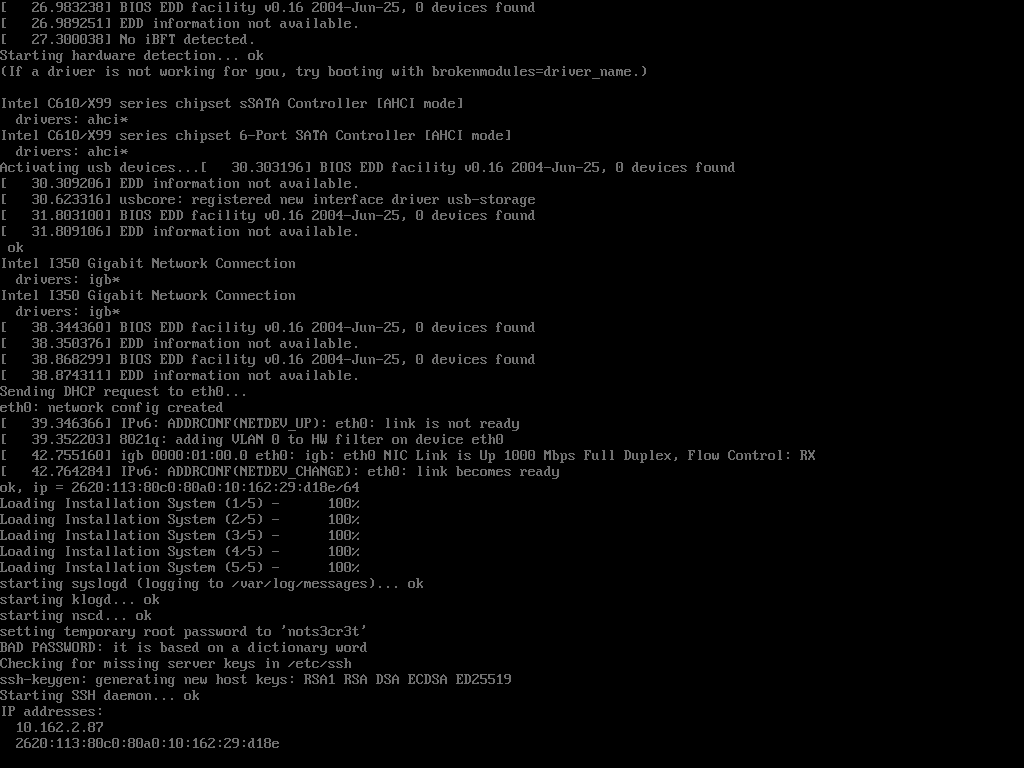 [   26.983238] BIOS EDD facility v0.16 2004-Jun-25, 0 devices found
[   26.989251] EDD information not available.
[   27.300038] No iBFT detected.
Starting hardware detection... ok
(If a driver is not working for you, try booting with brokenmodules=driver_name.)

Intel C610/X99 series chipset sSATA Controller [AHCI mode]
  drivers: ahci*
Intel C610/X99 series chipset 6-Port SATA Controller [AHCI mode]
  drivers: ahci*
Activating usb devices...[   30.303196] BIOS EDD facility v0.16 2004-Jun-25, 0 devices found
[   30.309206] EDD information not available.
[   30.623316] usbcore: registered new interface driver usb-storage
[   31.803100] BIOS EDD facility v0.16 2004-Jun-25, 0 devices found
[   31.809106] EDD information not available.
 ok
Intel I350 Gigabit Network Connection
  drivers: igb*
Intel I350 Gigabit Network Connection
  drivers: igb*
[   38.344360] BIOS EDD facility v0.16 2004-Jun-25, 0 devices found
[   38.350376] EDD information not available.
[   38.868299] BIOS EDD facility v0.16 2004-Jun-25, 0 devices found
[   38.874311] EDD information not available.
Sending DHCP request to eth0...
eth0: network config created
[   39.346366] IPv6: ADDRCONF(NETDEV_UP): eth0: link is not ready
[   39.352203] 8021q: adding VLAN 0 to HW filter on device eth0
[   42.755160] igb 0000:01:00.0 eth0: igb: eth0 NIC Link is Up 1000 Mbps Full Duplex, Flow Control: RX
[   42.764284] IPv6: ADDRCONF(NETDEV_CHANGE): eth0: link becomes ready
ok, ip = 2620:113:80c0:80a0:10:162:29:d18e/64
Loading Installation System (1/5) -      100%
Loading Installation System (2/5) -      100%
Loading Installation System (3/5) -      100%
Loading Installation System (4/5) -      100%
Loading Installation System (5/5) -      100%
starting syslogd (logging to /var/log/messages)... ok
starting klogd... ok
starting nscd... ok
setting temporary root password to 'nots3cr3t'
BAD PASSWORD: it is based on a dictionary word
Checking for missing server keys in /etc/ssh
ssh-keygen: generating new host keys: RSA1 RSA DSA ECDSA ED25519
Starting SSH daemon... ok
IP addresses:
  10.162.2.87
  2620:113:80c0:80a0:10:162:29:d18e